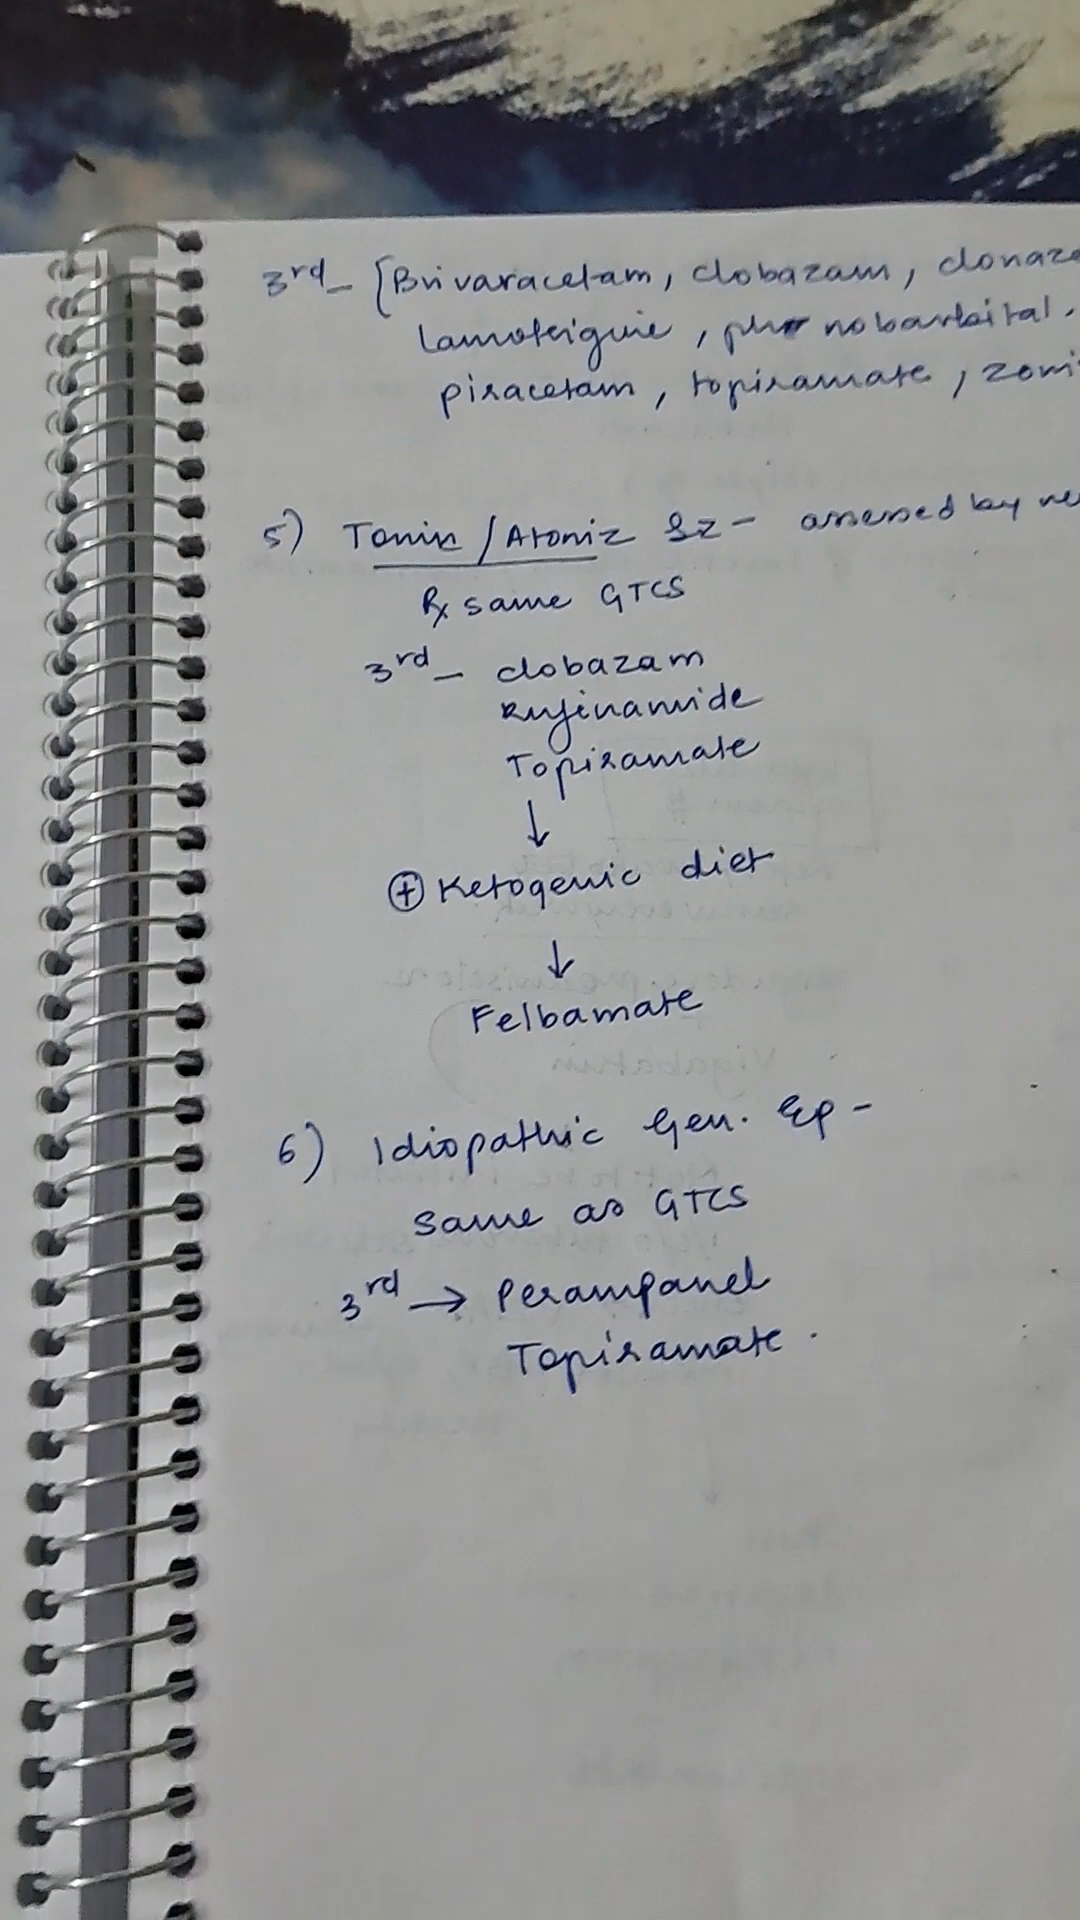 3rd - [Brivaracetam, clobazam, clonaze
Lamotrigine, phenobarbital.
piracetam, topiramate, zoni
5) Tonic / Atonic Sz - assessed by ne
Rx same GTCS
3rd - clobazam
Rufinamide
Topiramate
↓
⊕ Ketogenic diet
↓
Felbamate
6) Idiopathic Gen. Ep -
Same as GTCS
3rd → Perampanel
Topiramate.